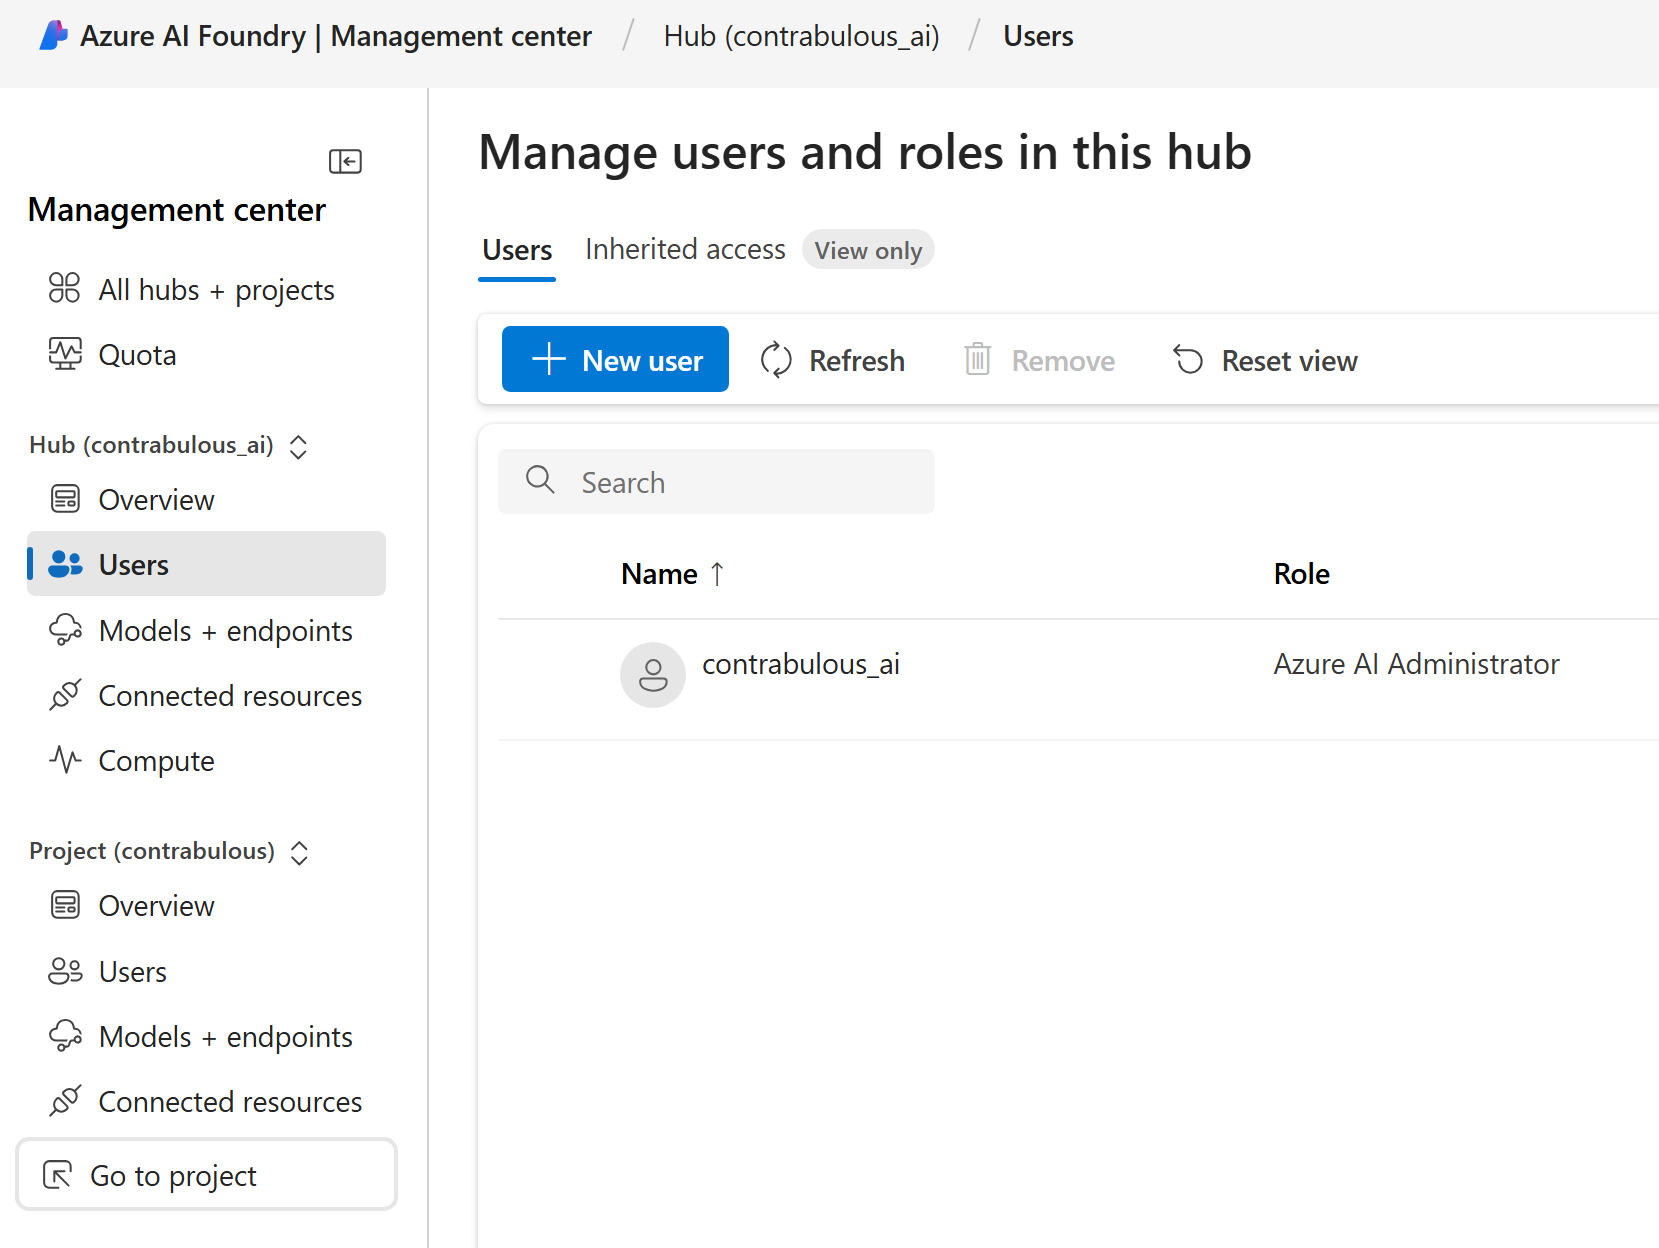 Azure AI Foundry | Management center / Hub (contrabulous_ai) / Users
Management center
All hubs + projects
Quota
Hub (contrabulous_ai)
Overview
Users
Models + endpoints
Connected resources
Compute
Project (contrabulous)
Overview
Users
Models + endpoints
Connected resources
Go to project
Manage users and roles in this hub
Users Inherited access View only
New user Refresh Remove Reset view
Search
Name ↑ Role
contrabulous_ai Azure AI Administrator